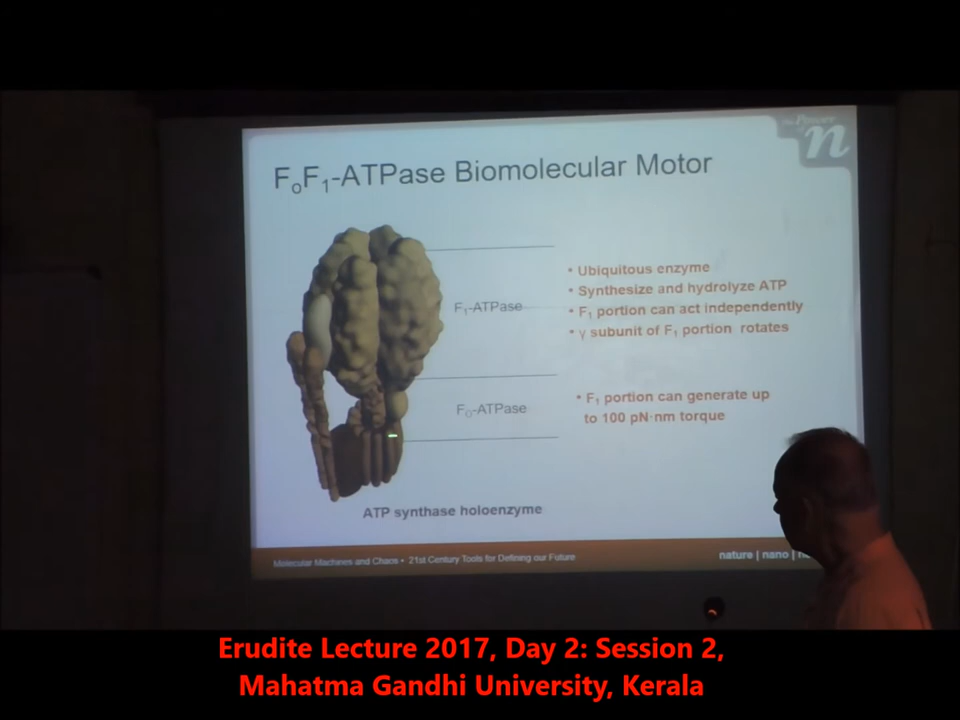 the Power of
n
FoF₁-ATPase Biomolecular Motor
F₁-ATPase
• Ubiquitous enzyme
• Synthesize and hydrolyze ATP
• F₁ portion can act independently
• γ subunit of F₁ portion rotates
F₀-ATPase
• F₁ portion can generate up
to 100 pN·nm torque
ATP synthase holoenzyme
Molecular Machines and Chaos • 21st Century Tools for Defining our Future
nature | nano |
Erudite Lecture 2017, Day 2: Session 2,
Mahatma Gandhi University, Kerala